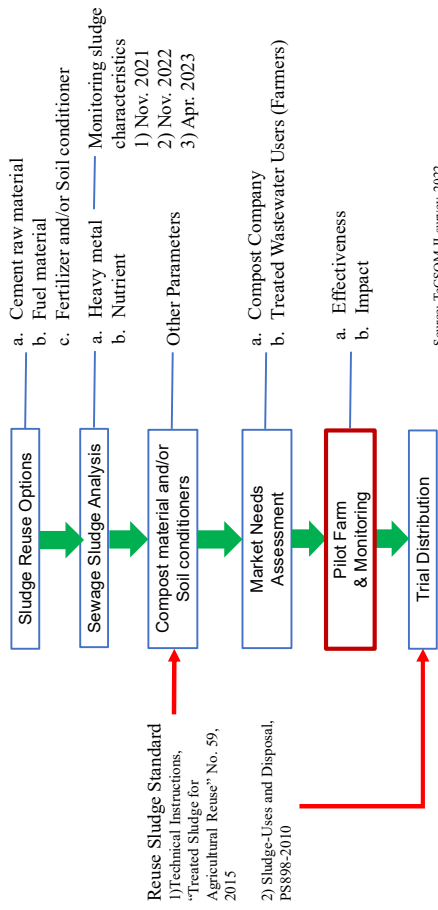 Sludge Reuse Options
a. Cement raw material
b. Fuel material
c. Fertilizer and/or Soil conditioner
Sewage Sludge Analysis
a. Heavy metal
b. Nutrient
Monitoring sludge
characteristics
1) Nov. 2021
2) Nov. 2022
3) Apr. 2023
Reuse Sludge Standard
1)Technical Instructions,
“Treated Sludge for
Agricultural Reuse” No. 59,
2015
2) Sludge-Uses and Disposal,
PS898-2010
Compost material and/or
Soil conditioners
Other Parameters
Market Needs
Assessment
a. Compost Company
b. Treated Wastewater Users (Farmers)
Pilot Farm
& Monitoring
a. Effectiveness
b. Impact
Trial Distribution